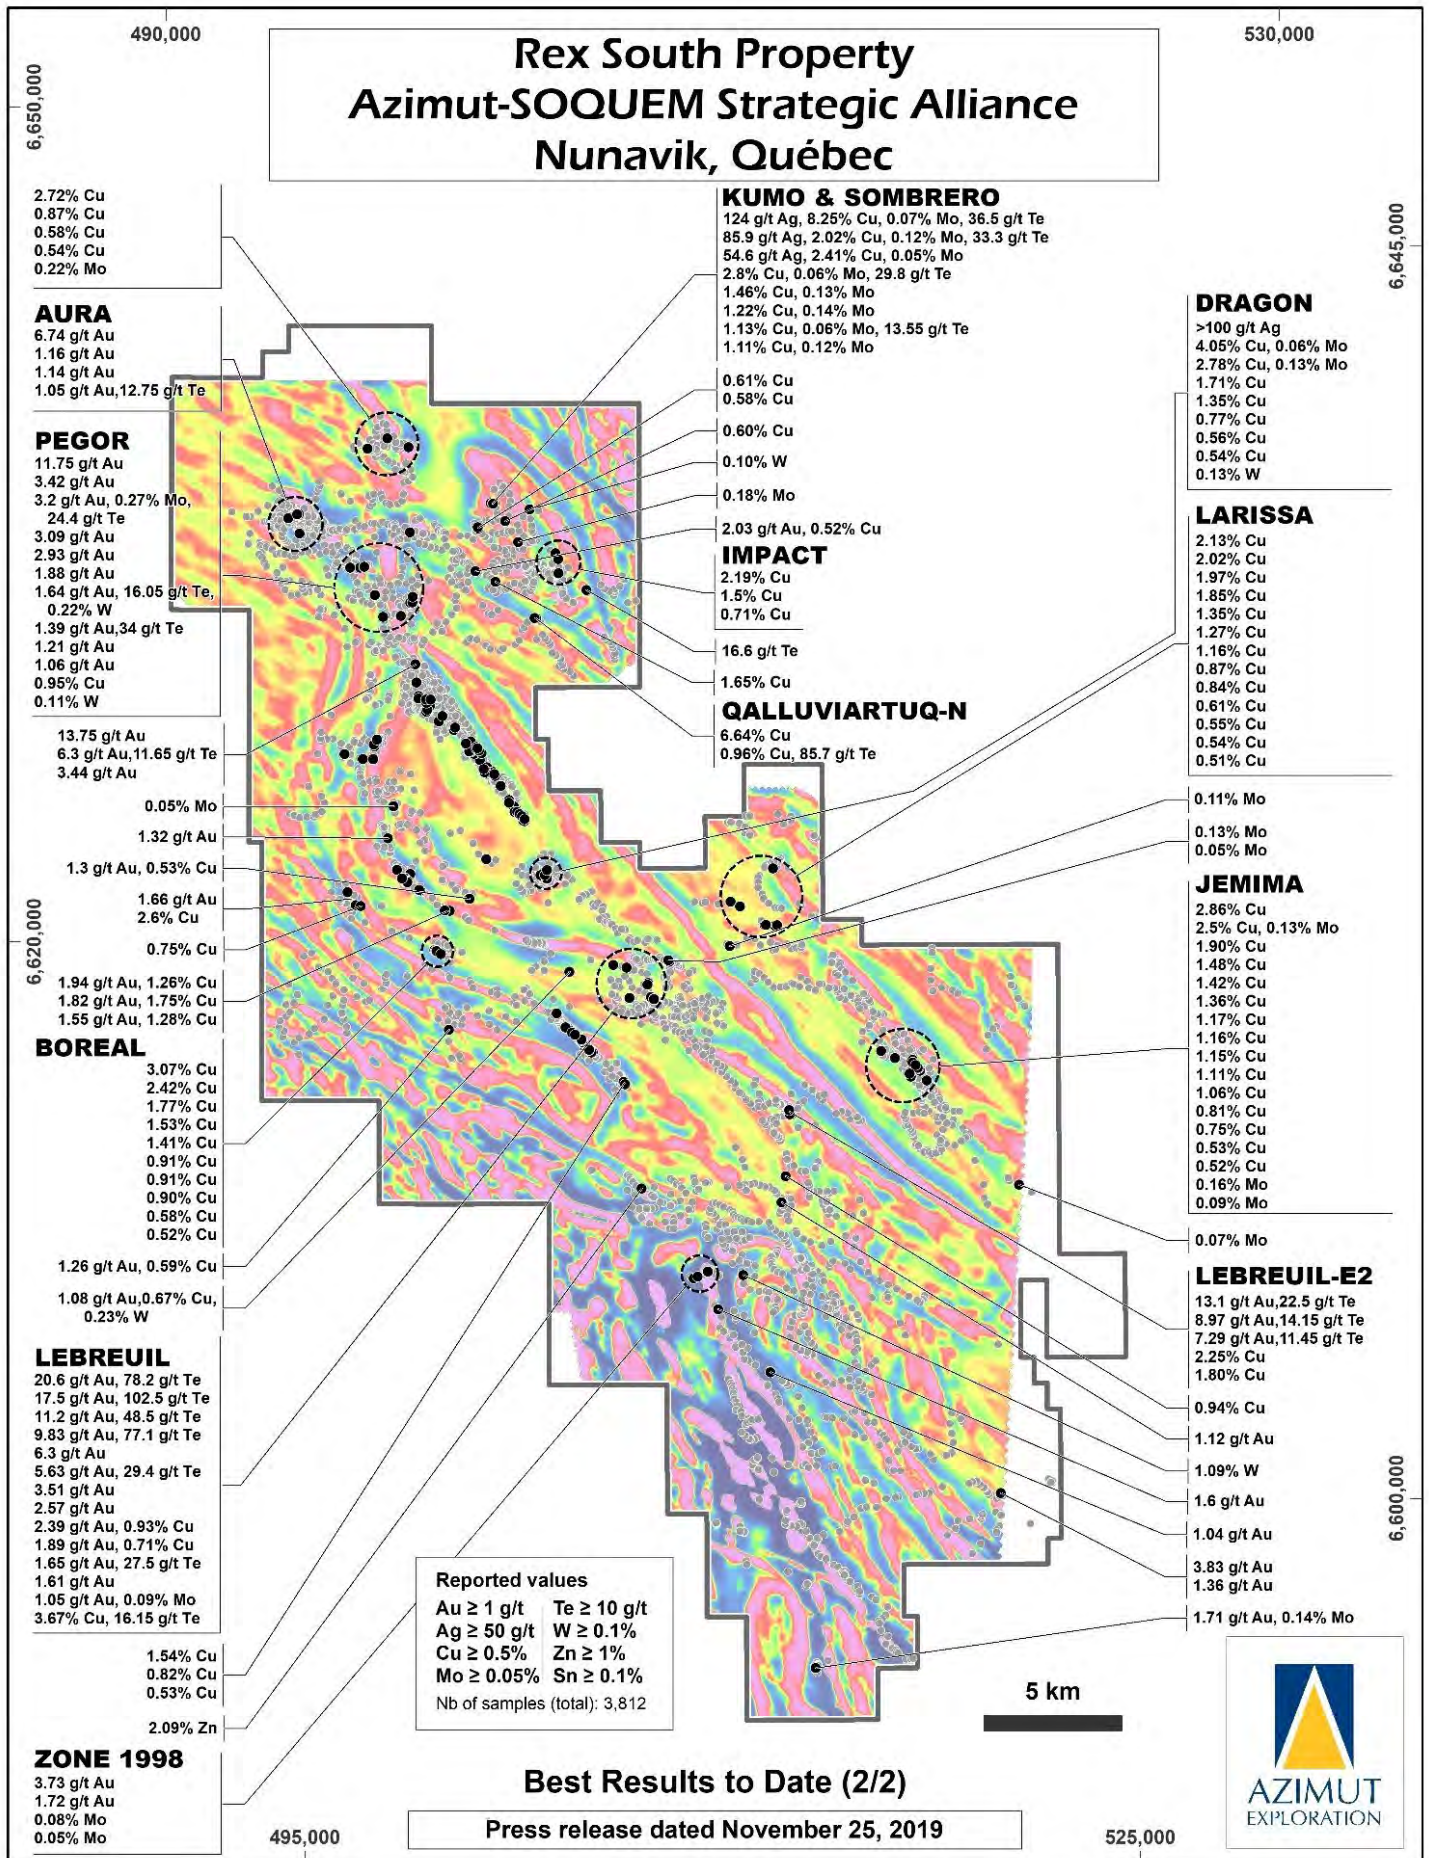 490,000
530,000
6,650,000
6,645,000
6,620,000
6,600,000
Rex South Property
Azimut-SOQUEM Strategic Alliance
Nunavik, Québec
2.72% Cu
0.87% Cu
0.58% Cu
0.54% Cu
0.22% Mo
AURA
6.74 g/t Au
1.16 g/t Au
1.14 g/t Au
1.05 g/t Au,12.75 g/t Te
PEGOR
11.75 g/t Au
3.42 g/t Au
3.2 g/t Au, 0.27% Mo,
24.4 g/t Te
3.09 g/t Au
2.93 g/t Au
1.88 g/t Au
1.64 g/t Au, 16.05 g/t Te,
0.22% W
1.39 g/t Au,34 g/t Te
1.21 g/t Au
1.06 g/t Au
0.95% Cu
0.11% W
13.75 g/t Au
6.3 g/t Au,11.65 g/t Te
3.44 g/t Au
0.05% Mo
1.32 g/t Au
1.3 g/t Au, 0.53% Cu
1.66 g/t Au
2.6% Cu
0.75% Cu
1.94 g/t Au, 1.26% Cu
1.82 g/t Au, 1.75% Cu
1.55 g/t Au, 1.28% Cu
BOREAL
3.07% Cu
2.42% Cu
1.77% Cu
1.53% Cu
1.41% Cu
0.91% Cu
0.91% Cu
0.90% Cu
0.58% Cu
0.52% Cu
1.26 g/t Au, 0.59% Cu
1.08 g/t Au,0.67% Cu,
0.23% W
LEBREUIL
20.6 g/t Au, 78.2 g/t Te
17.5 g/t Au, 102.5 g/t Te
11.2 g/t Au, 48.5 g/t Te
9.83 g/t Au, 77.1 g/t Te
6.3 g/t Au
5.63 g/t Au, 29.4 g/t Te
3.51 g/t Au
2.57 g/t Au
2.39 g/t Au, 0.93% Cu
1.89 g/t Au, 0.71% Cu
1.65 g/t Au, 27.5 g/t Te
1.61 g/t Au
1.05 g/t Au, 0.09% Mo
3.67% Cu, 16.15 g/t Te
1.54% Cu
0.82% Cu
0.53% Cu
2.09% Zn
ZONE 1998
3.73 g/t Au
1.72 g/t Au
0.08% Mo
0.05% Mo
KUMO & SOMBRERO
124 g/t Ag, 8.25% Cu, 0.07% Mo, 36.5 g/t Te
85.9 g/t Ag, 2.02% Cu, 0.12% Mo, 33.3 g/t Te
54.6 g/t Ag, 2.41% Cu, 0.05% Mo
2.8% Cu, 0.06% Mo, 29.8 g/t Te
1.46% Cu, 0.13% Mo
1.22% Cu, 0.14% Mo
1.13% Cu, 0.06% Mo, 13.55 g/t Te
1.11% Cu, 0.12% Mo
0.61% Cu
0.58% Cu
0.60% Cu
0.10% W
0.18% Mo
2.03 g/t Au, 0.52% Cu
IMPACT
2.19% Cu
1.5% Cu
0.71% Cu
16.6 g/t Te
1.65% Cu
QALLUVIARTUQ-N
6.64% Cu
0.96% Cu, 85.7 g/t Te
DRAGON
>100 g/t Ag
4.05% Cu, 0.06% Mo
2.78% Cu, 0.13% Mo
1.71% Cu
1.35% Cu
0.77% Cu
0.56% Cu
0.54% Cu
0.13% W
LARISSA
2.13% Cu
2.02% Cu
1.97% Cu
1.85% Cu
1.35% Cu
1.27% Cu
1.16% Cu
0.87% Cu
0.84% Cu
0.61% Cu
0.55% Cu
0.54% Cu
0.51% Cu
0.11% Mo
0.13% Mo
0.05% Mo
JEMIMA
2.86% Cu
2.5% Cu, 0.13% Mo
1.90% Cu
1.48% Cu
1.42% Cu
1.36% Cu
1.17% Cu
1.16% Cu
1.15% Cu
1.11% Cu
1.06% Cu
0.81% Cu
0.75% Cu
0.53% Cu
0.52% Cu
0.16% Mo
0.09% Mo
0.07% Mo
LEBREUIL-E2
13.1 g/t Au,22.5 g/t Te
8.97 g/t Au,14.15 g/t Te
7.29 g/t Au,11.45 g/t Te
2.25% Cu
1.80% Cu
0.94% Cu
1.12 g/t Au
1.09% W
1.6 g/t Au
1.04 g/t Au
3.83 g/t Au
1.36 g/t Au
1.71 g/t Au, 0.14% Mo
Reported values
Au ≥ 1 g/t Te ≥ 10 g/t
Ag ≥ 50 g/t W ≥ 0.1%
Cu ≥ 0.5% Zn ≥ 1%
Mo ≥ 0.05% Sn ≥ 0.1%
Nb of samples (total): 3,812
5 km
Best Results to Date (2/2)
Press release dated November 25, 2019
AZIMUT
EXPLORATION
495,000
525,000